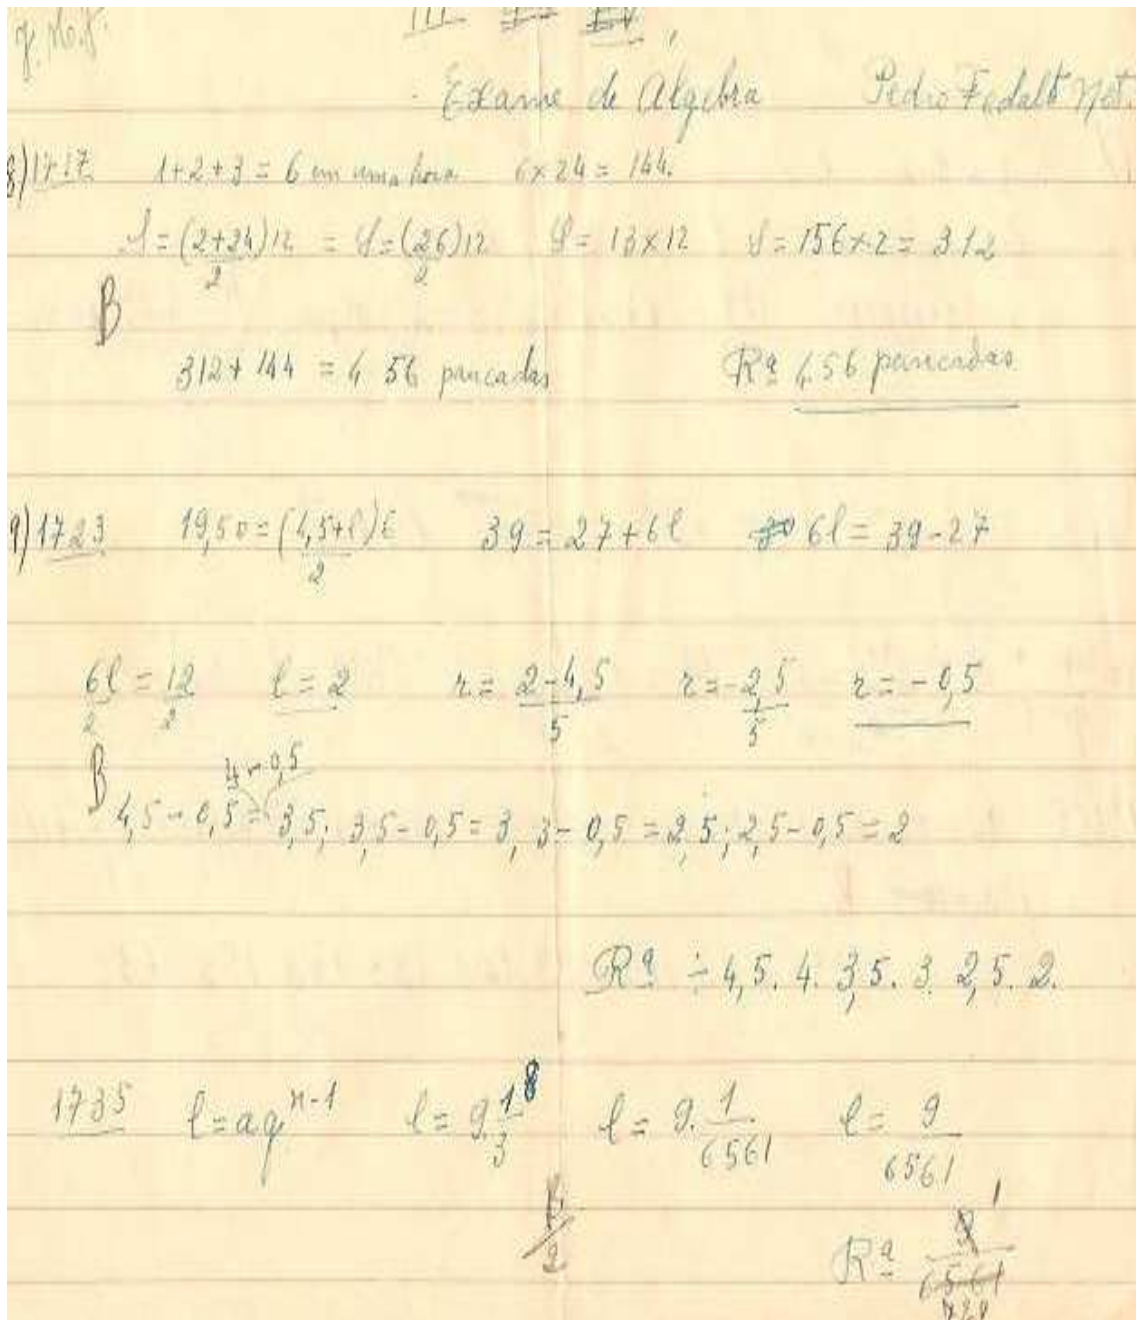 J. M. J.
III
Exame de Algebra Pedro Fedalto Net.
8) 1717 1+2+3 = 6 em uma hora 6 x 24 = 144.
S = (2+24)12/2 = S = (26)12/2 S = 13 x 12 S = 156 x 2 = 312
B
312 + 144 = 456 pancadas Rª 456 pancadas
9) 1723 19,50 = (4,5+l)6/2 39 = 27 + 6l 6l = 39 - 27
6l/2 = 12/2 l = 2 r = 2-4,5/5 r = -2,5/5 r = -0,5
B
4 - 0,5
4,5 - 0,5 = 3,5; 3,5 - 0,5 = 3, 3 - 0,5 = 2,5; 2,5 - 0,5 = 2
Rª ÷ 4,5. 4. 3,5. 3. 2,5. 2.
1735 l = aq^n-1 l = 9.1/3^8 l = 9.1/6561 l = 9/6561
B/2
1
Rª 9/6561
729